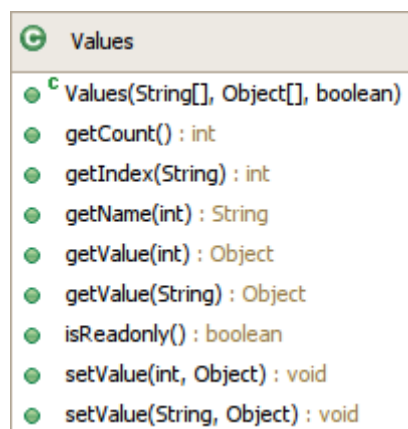 C Values
C Values(String[], Object[], boolean)
getCount() : int
getIndex(String) : int
getName(int) : String
getValue(int) : Object
getValue(String) : Object
isReadonly() : boolean
setValue(int, Object) : void
setValue(String, Object) : void